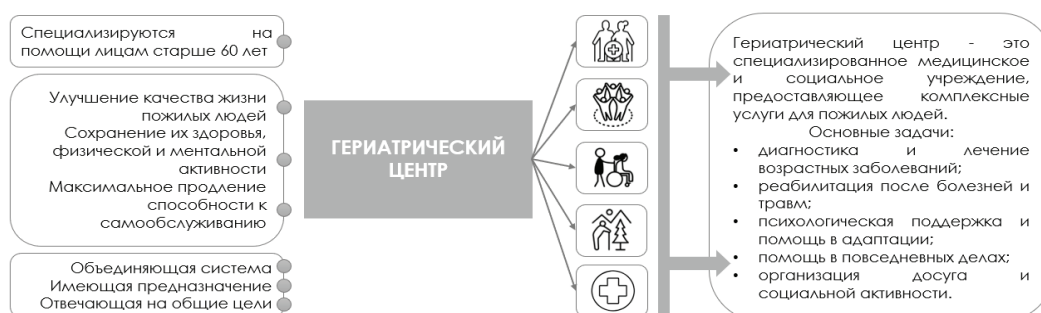 Специализируются на
помощи лицам старше 60 лет
Улучшение качества жизни
пожилых людей
Сохранение их здоровья,
физической и ментальной
активности
Максимальное продление
способности к
самообслуживанию
Объединяющая система
Имеющая предназначение
Отвечающая на общие цели
ГЕРИАТРИЧЕСКИЙ
ЦЕНТР
Гериатрический центр - это
специализированное медицинское
и социальное учреждение,
предоставляющее комплексные
услуги для пожилых людей.
Основные задачи:
• диагностика и лечение
возрастных заболеваний;
• реабилитация после болезней и
травм;
• психологическая поддержка и
помощь в адаптации;
• помощь в повседневных делах;
• организация досуга и
социальной активности.